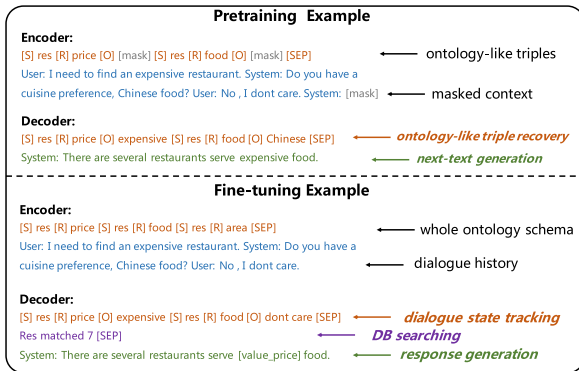 Pretraining Example
Encoder:
[S] res [R] price [O] [mask] [S] res [R] food [O] [mask] [SEP]
ontology-like triples
User: I need to find an expensive restaurant. System: Do you have a
cuisine preference, Chinese food? User: No , I dont care. System: [mask]
masked context
Decoder:
[S] res [R] price [O] expensive [S] res [R] food [O] Chinese [SEP]
ontology-like triple recovery
System: There are several restaurants serve expensive food.
next-text generation
Fine-tuning Example
Encoder:
[S] res [R] price [S] res [R] food [S] res [R] area [SEP]
whole ontology schema
User: I need to find an expensive restaurant. System: Do you have a
cuisine preference, Chinese food? User: No , I dont care.
dialogue history
Decoder:
[S] res [R] price [O] expensive [S] res [R] food [O] dont care [SEP]
dialogue state tracking
Res matched 7 [SEP]
DB searching
System: There are several restaurants serve [value_price] food.
response generation